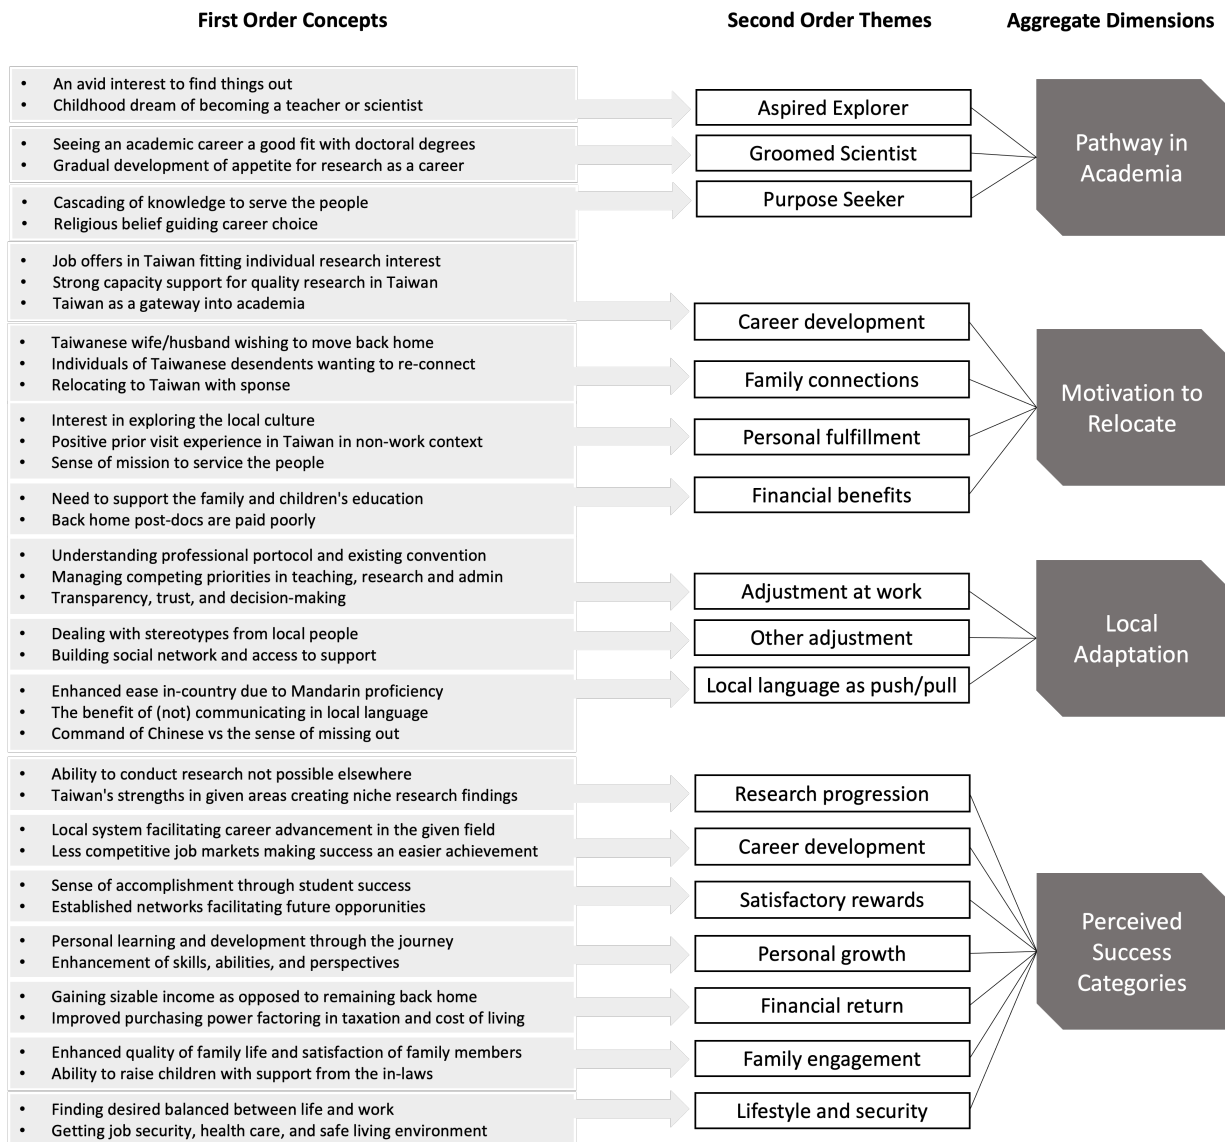 First Order Concepts
Second Order Themes
Aggregate Dimensions
• An avid interest to find things out
• Childhood dream of becoming a teacher or scientist
Aspired Explorer
• Seeing an academic career a good fit with doctoral degrees
• Gradual development of appetite for research as a career
Groomed Scientist
• Cascading of knowledge to serve the people
• Religious belief guiding career choice
Purpose Seeker
Pathway in
Academia
• Job offers in Taiwan fitting individual research interest
• Strong capacity support for quality research in Taiwan
• Taiwan as a gateway into academia
Career development
• Taiwanese wife/husband wishing to move back home
• Individuals of Taiwanese desendents wanting to re-connect
• Relocating to Taiwan with sponse
Family connections
• Interest in exploring the local culture
• Positive prior visit experience in Taiwan in non-work context
• Sense of mission to service the people
Personal fulfillment
• Need to support the family and children's education
• Back home post-docs are paid poorly
Financial benefits
Motivation to
Relocate
• Understanding professional portocol and existing convention
• Managing competing priorities in teaching, research and admin
• Transparency, trust, and decision-making
Adjustment at work
• Dealing with stereotypes from local people
• Building social network and access to support
Other adjustment
• Enhanced ease in-country due to Mandarin proficiency
• The benefit of (not) communicating in local language
• Command of Chinese vs the sense of missing out
Local language as push/pull
Local
Adaptation
• Ability to conduct research not possible elsewhere
• Taiwan's strengths in given areas creating niche research findings
Research progression
• Local system facilitating career advancement in the given field
• Less competitive job markets making success an easier achievement
Career development
• Sense of accomplishment through student success
• Established networks facilitating future opporunities
Satisfactory rewards
• Personal learning and development through the journey
• Enhancement of skills, abilities, and perspectives
Personal growth
• Gaining sizable income as opposed to remaining back home
• Improved purchasing power factoring in taxation and cost of living
Financial return
• Enhanced quality of family life and satisfaction of family members
• Ability to raise children with support from the in-laws
Family engagement
• Finding desired balanced between life and work
• Getting job security, health care, and safe living environment
Lifestyle and security
Perceived
Success
Categories